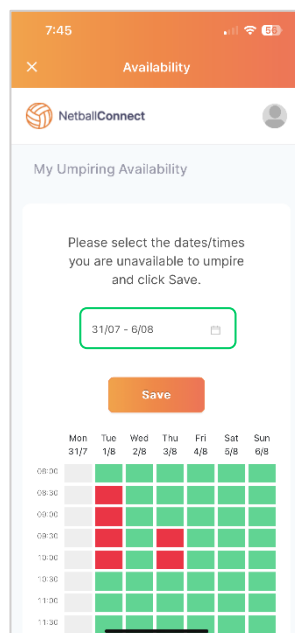 7:45
56
Availability
NetballConnect
My Umpiring Availability
Please select the dates/times
you are unavailable to umpire
and click Save.
31/07 - 6/08
Save
Mon Tue Wed Thu Fri Sat Sun
31/7 1/8 2/8 3/8 4/8 5/8 6/8
08:00
08:30
09:00
09:30
10:00
10:30
11:00
11:30